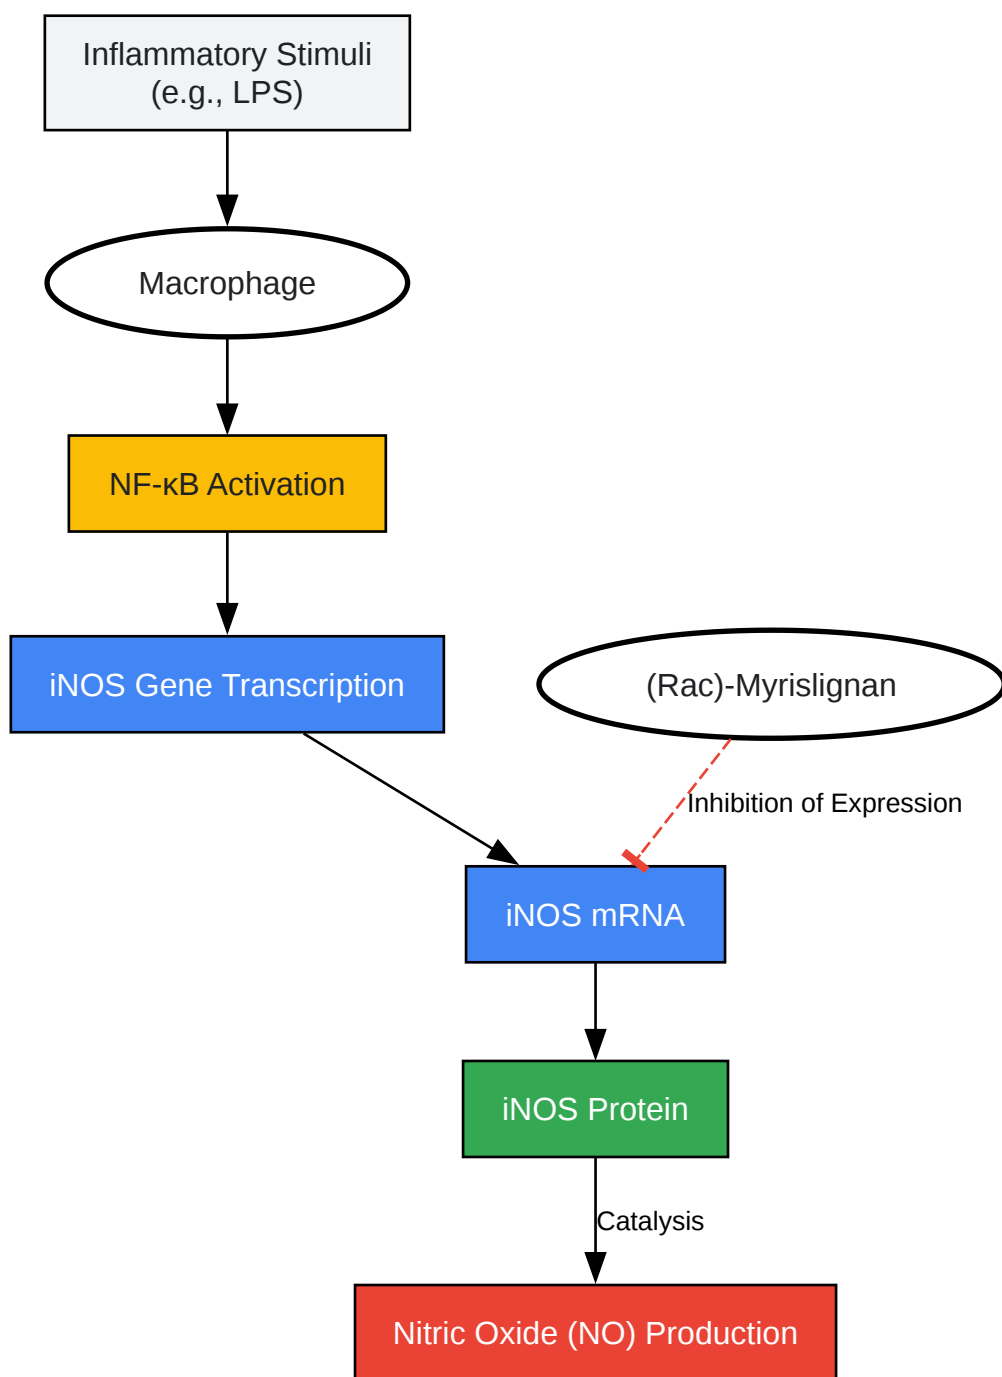 Inflammatory Stimuli
(e.g., LPS)
Macrophage
NF-κB Activation
iNOS Gene Transcription
(Rac)-Myrislignan
Inhibition of Expression
iNOS mRNA
iNOS Protein
Catalysis
Nitric Oxide (NO) Production